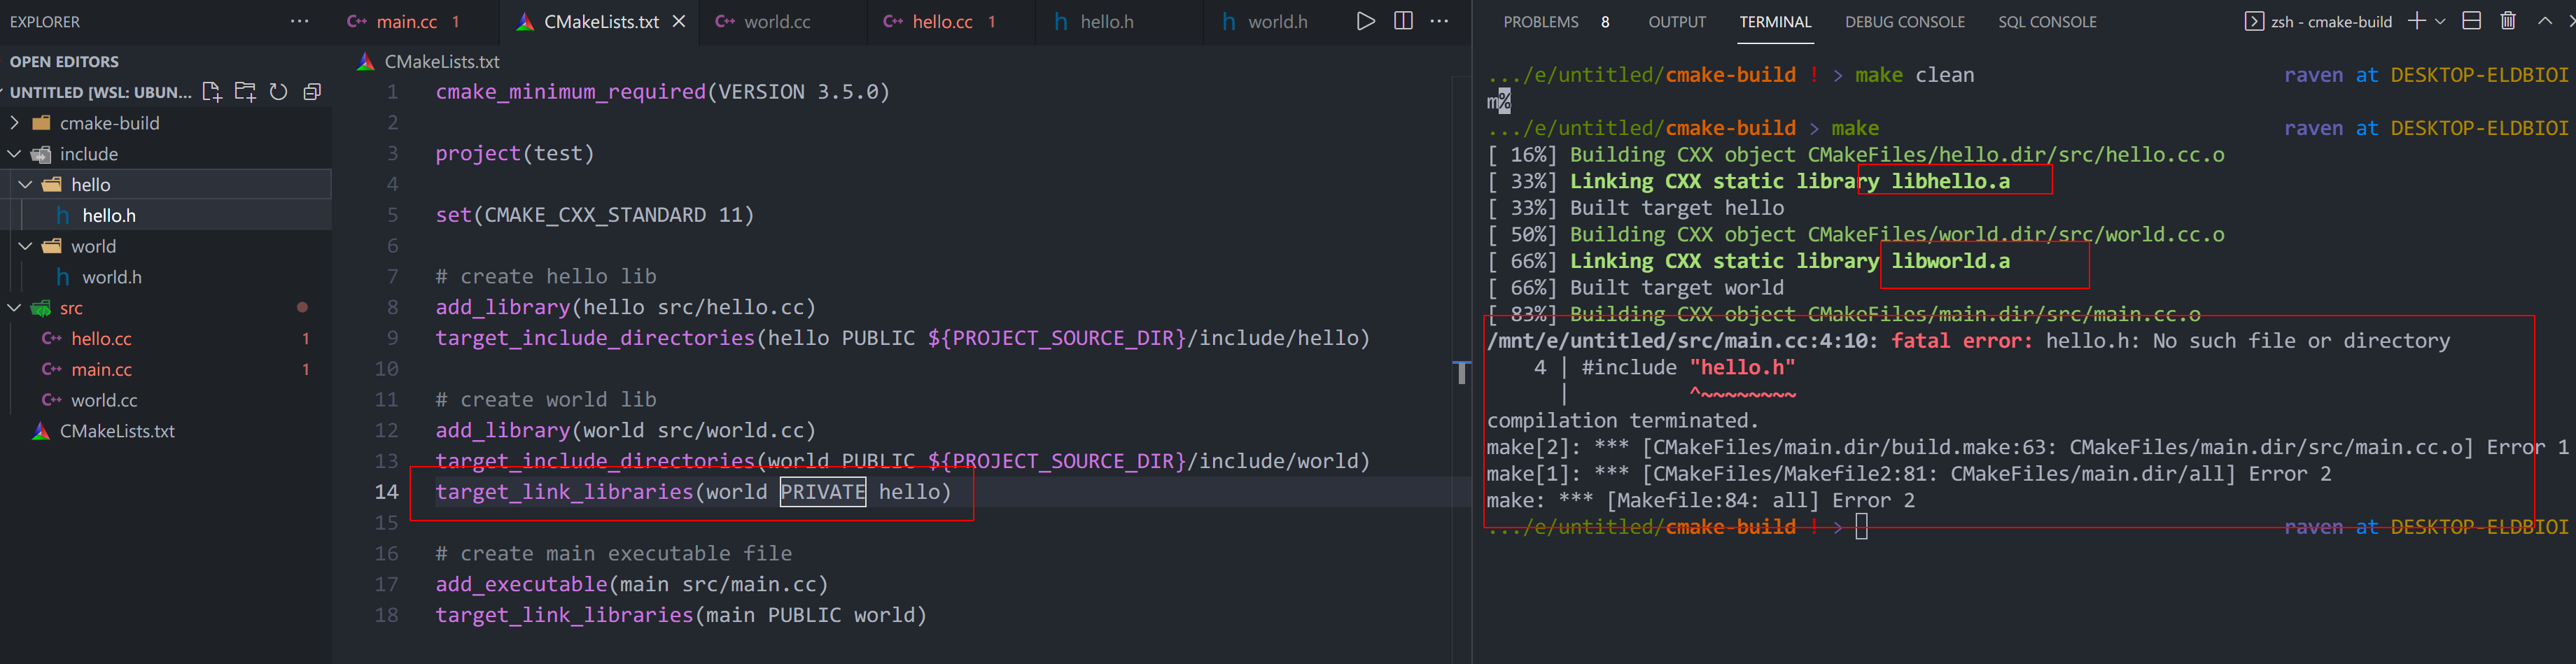 EXPLORER
OPEN EDITORS
UNTITLED [WSL: UBUN...
cmake-build
include
hello
hello.h
world
world.h
src
hello.cc 1
main.cc 1
world.cc
CMakeLists.txt
main.cc 1 CMakeLists.txt world.cc hello.cc 1 hello.h world.h
CMakeLists.txt
1 cmake_minimum_required(VERSION 3.5.0)
2
3 project(test)
4
5 set(CMAKE_CXX_STANDARD 11)
6
7 # create hello lib
8 add_library(hello src/hello.cc)
9 target_include_directories(hello PUBLIC ${PROJECT_SOURCE_DIR}/include/hello)
10
11 # create world lib
12 add_library(world src/world.cc)
13 target_include_directories(world PUBLIC ${PROJECT_SOURCE_DIR}/include/world)
14 target_link_libraries(world PRIVATE hello)
15
16 # create main executable file
17 add_executable(main src/main.cc)
18 target_link_libraries(main PUBLIC world)
PROBLEMS 8 OUTPUT TERMINAL DEBUG CONSOLE SQL CONSOLE zsh - cmake-build
.../e/untitled/cmake-build ! > make clean raven at DESKTOP-ELDBIOI
m%
.../e/untitled/cmake-build > make raven at DESKTOP-ELDBIOI
[ 16%] Building CXX object CMakeFiles/hello.dir/src/hello.cc.o
[ 33%] Linking CXX static library libhello.a
[ 33%] Built target hello
[ 50%] Building CXX object CMakeFiles/world.dir/src/world.cc.o
[ 66%] Linking CXX static library libworld.a
[ 66%] Built target world
[ 83%] Building CXX object CMakeFiles/main.dir/src/main.cc.o
/mnt/e/untitled/src/main.cc:4:10: fatal error: hello.h: No such file or directory
4 | #include "hello.h"
| ^~~~~~~~~
compilation terminated.
make[2]: *** [CMakeFiles/main.dir/build.make:63: CMakeFiles/main.dir/src/main.cc.o] Error 1
make[1]: *** [CMakeFiles/Makefile2:81: CMakeFiles/main.dir/all] Error 2
make: *** [Makefile:84: all] Error 2
.../e/untitled/cmake-build ! > raven at DESKTOP-ELDBIOI